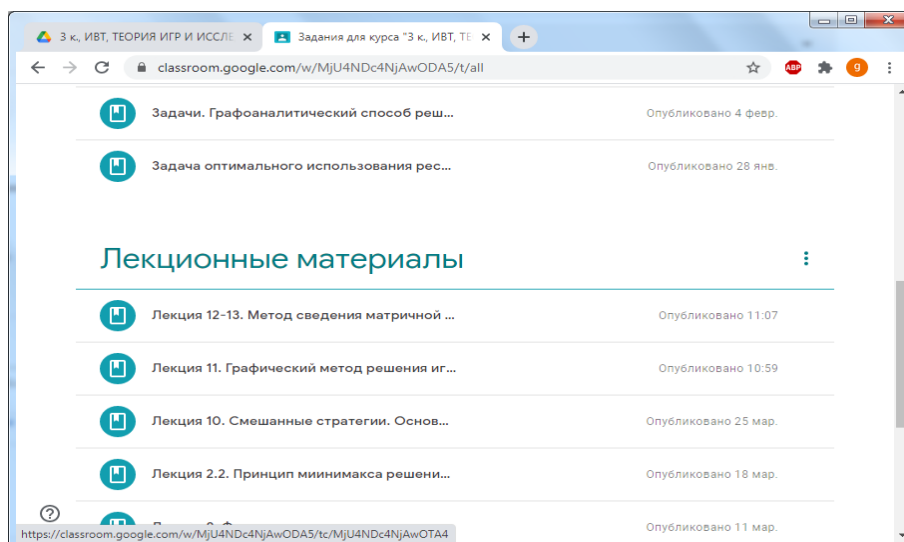 3 к., ИВТ, ТЕОРИЯ ИГР И ИССЛЕ
Задания для курса "3 к., ИВТ, ТЕ
classroom.google.com/w/MjU4NDc4NjAwODA5/t/all
ABP
g
Задачи. Графоаналитический способ реш...
Опубликовано 4 февр.
Задача оптимального использования рес...
Опубликовано 28 янв.
Лекционные материалы
Лекция 12-13. Метод сведения матричной ...
Опубликовано 11:07
Лекция 11. Графический метод решения иг...
Опубликовано 10:59
Лекция 10. Смешанные стратегии. Основ...
Опубликовано 25 мар.
Лекция 2.2. Принцип миинимакса решени...
Опубликовано 18 мар.
Опубликовано 11 мар.
https://classroom.google.com/w/MjU4NDc4NjAwODA5/tc/MjU4NDc4NjAwOTA4